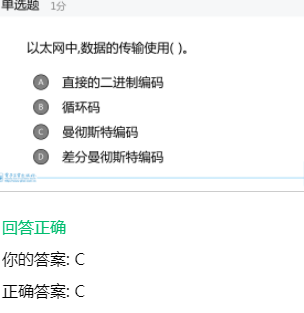 单选题 1分
以太网中,数据的传输使用( )。
A 直接的二进制编码
B 循环码
C 曼彻斯特编码
D 差分曼彻斯特编码
回答正确
你的答案: C
正确答案: C